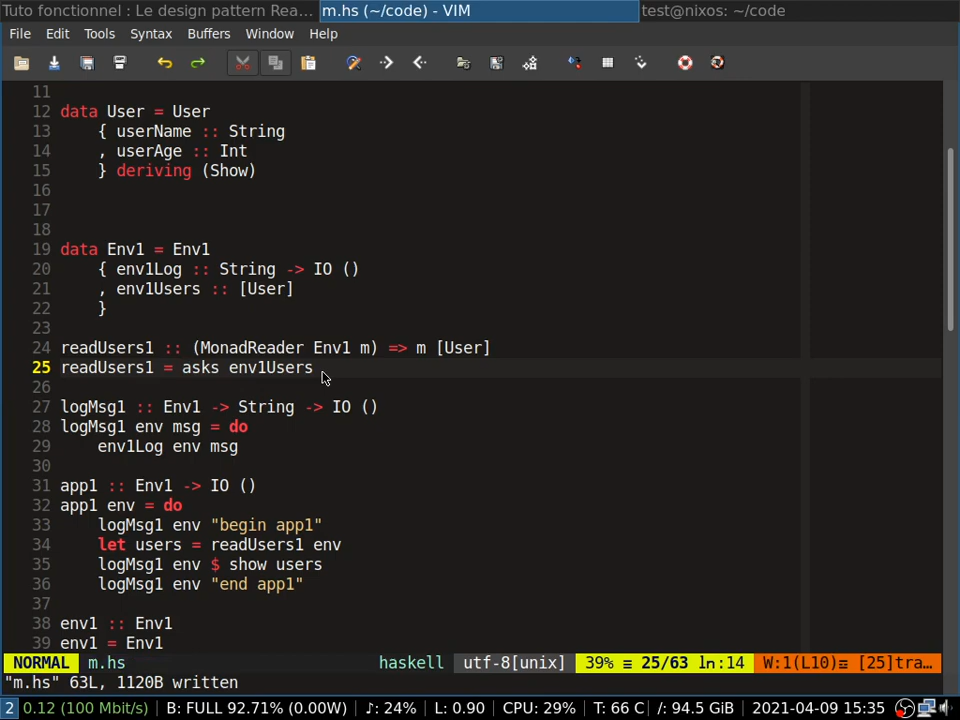 Tuto fonctionnel : Le design pattern Rea... m.hs (~/code) - VIM test@nixos: ~/code
File Edit Tools Syntax Buffers Window Help
11
12 data User = User
13     { userName :: String
14     , userAge :: Int
15     } deriving (Show)
16
17
18
19 data Env1 = Env1
20     { env1Log :: String -> IO ()
21     , env1Users :: [User]
22     }
23
24 readUsers1 :: (MonadReader Env1 m) => m [User]
25 readUsers1 = asks env1Users
26
27 logMsg1 :: Env1 -> String -> IO ()
28 logMsg1 env msg = do
29     env1Log env msg
30
31 app1 :: Env1 -> IO ()
32 app1 env = do
33     logMsg1 env "begin app1"
34     let users = readUsers1 env
35     logMsg1 env $ show users
36     logMsg1 env "end app1"
37
38 env1 :: Env1
39 env1 = Env1
NORMAL m.hs haskell utf-8[unix] 39% ≡ 25/63 ln:14 W:1(L10)≡ [25]tra...
"m.hs" 63L, 1120B written
2 0.12 (100 Mbit/s) B: FULL 92.71% (0.00W) ♪: 24% L: 0.90 CPU: 29% T: 66 C /: 94.5 GiB 2021-04-09 15:35